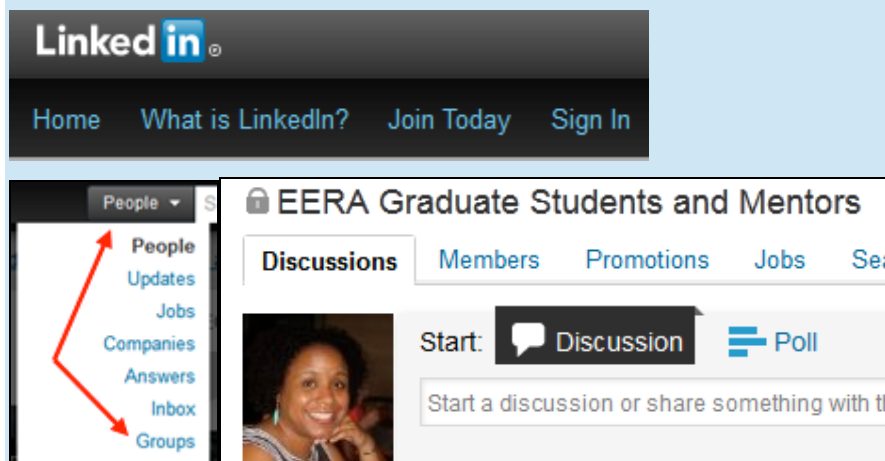 Linked in ®
Home What is LinkedIn? Join Today Sign In
People
People
Updates
Jobs
Companies
Answers
Inbox
Groups
EERA Graduate Students and Mentors
Discussions Members Promotions Jobs
Start: Discussion Poll
Start a discussion or share something with